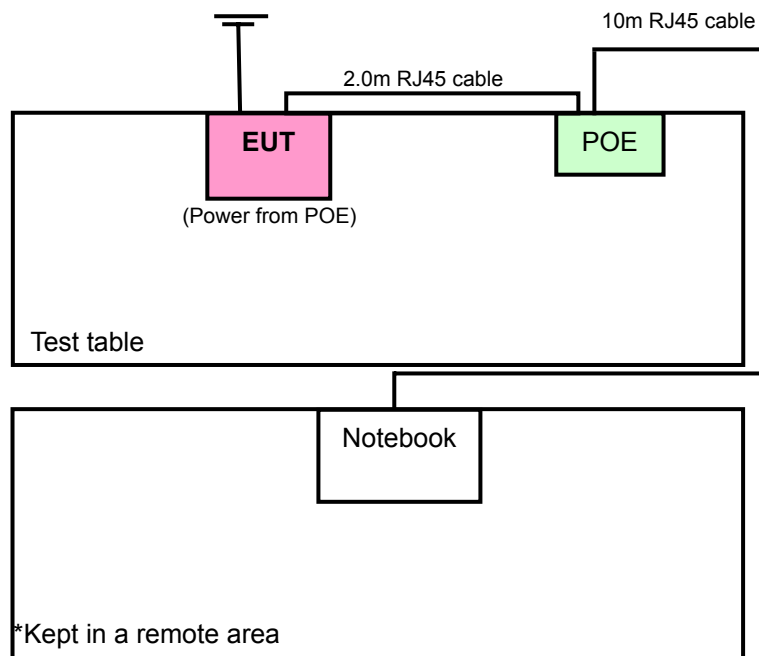 10m RJ45 cable
2.0m RJ45 cable
EUT
POE
(Power from POE)
Test table
Notebook
*Kept in a remote area